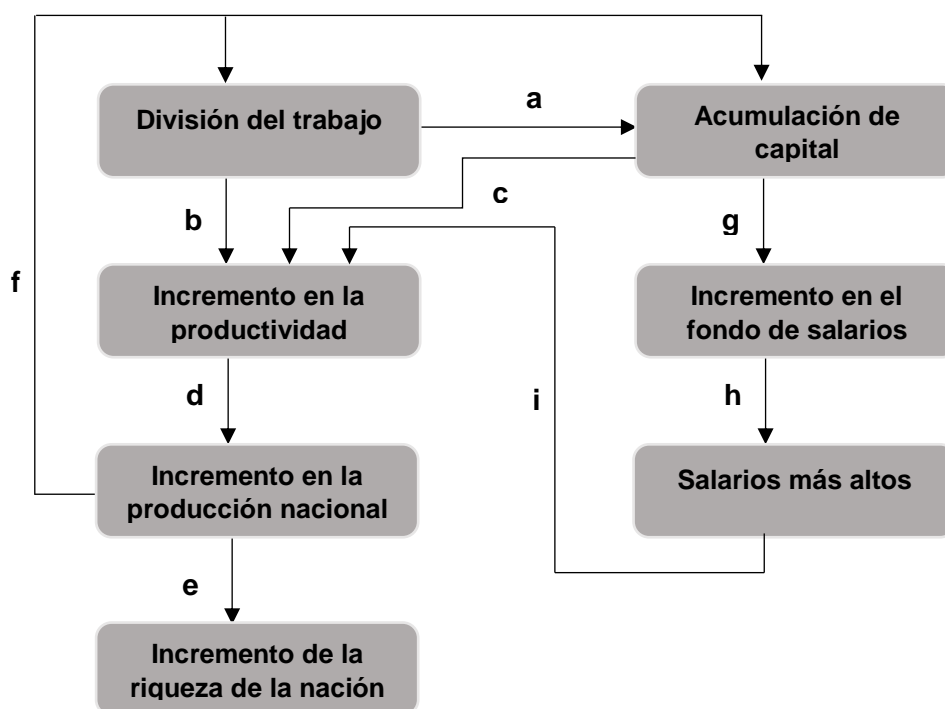 División del trabajo
a
Acumulación de
capital
b
c
g
f
Incremento en la
productividad
Incremento en el
fondo de salarios
d
i
h
Incremento en la
producción nacional
Salarios más altos
e
Incremento de la
riqueza de la nación